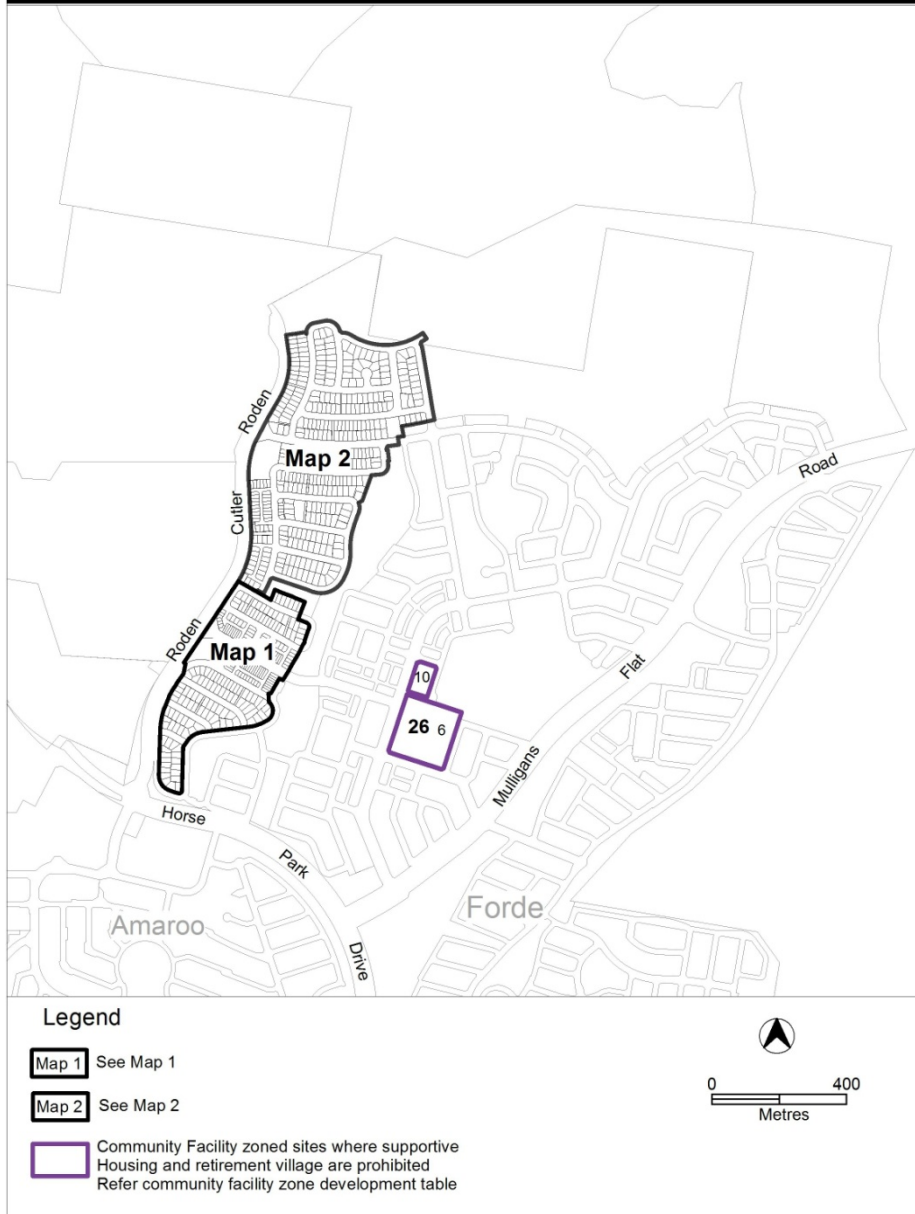 Roden
Map 2
Road
Cutler
Roden
Map 1
Flat
10
26 6
Mulligans
Horse
Park
Forde
Amaroo
Drive
Legend
Map 1 See Map 1
Map 2 See Map 2
Community Facility zoned sites where supportive
Housing and retirement village are prohibited
Refer community facility zone development table
0 400
Metres